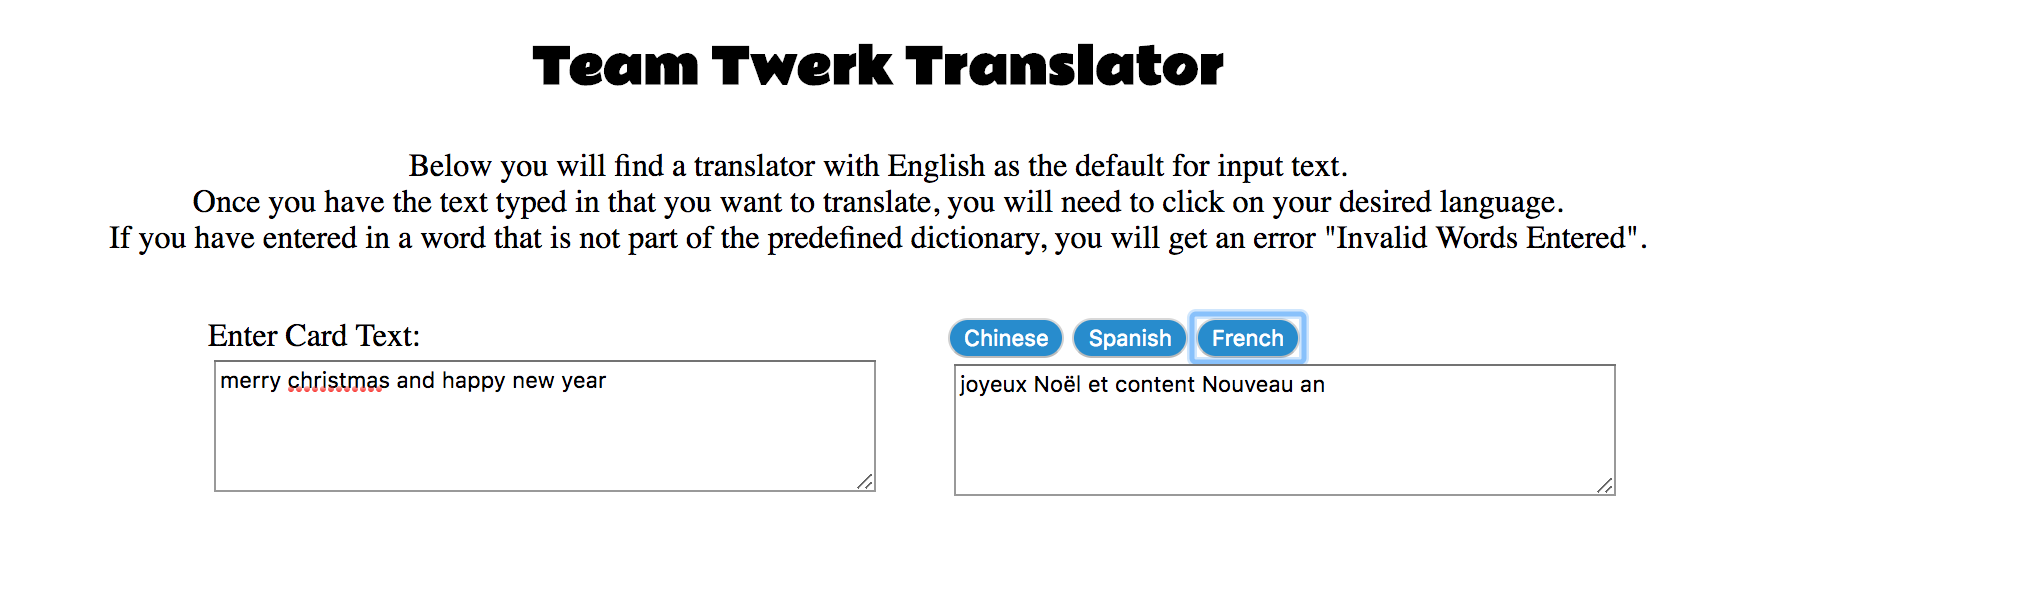 Team Twerk Translator
Below you will find a translator with English as the default for input text.
Once you have the text typed in that you want to translate, you will need to click on your desired language.
If you have entered in a word that is not part of the predefined dictionary, you will get an error "Invalid Words Entered".
Enter Card Text:
merry christmas and happy new year
Chinese Spanish French
joyeux Noël et content Nouveau an